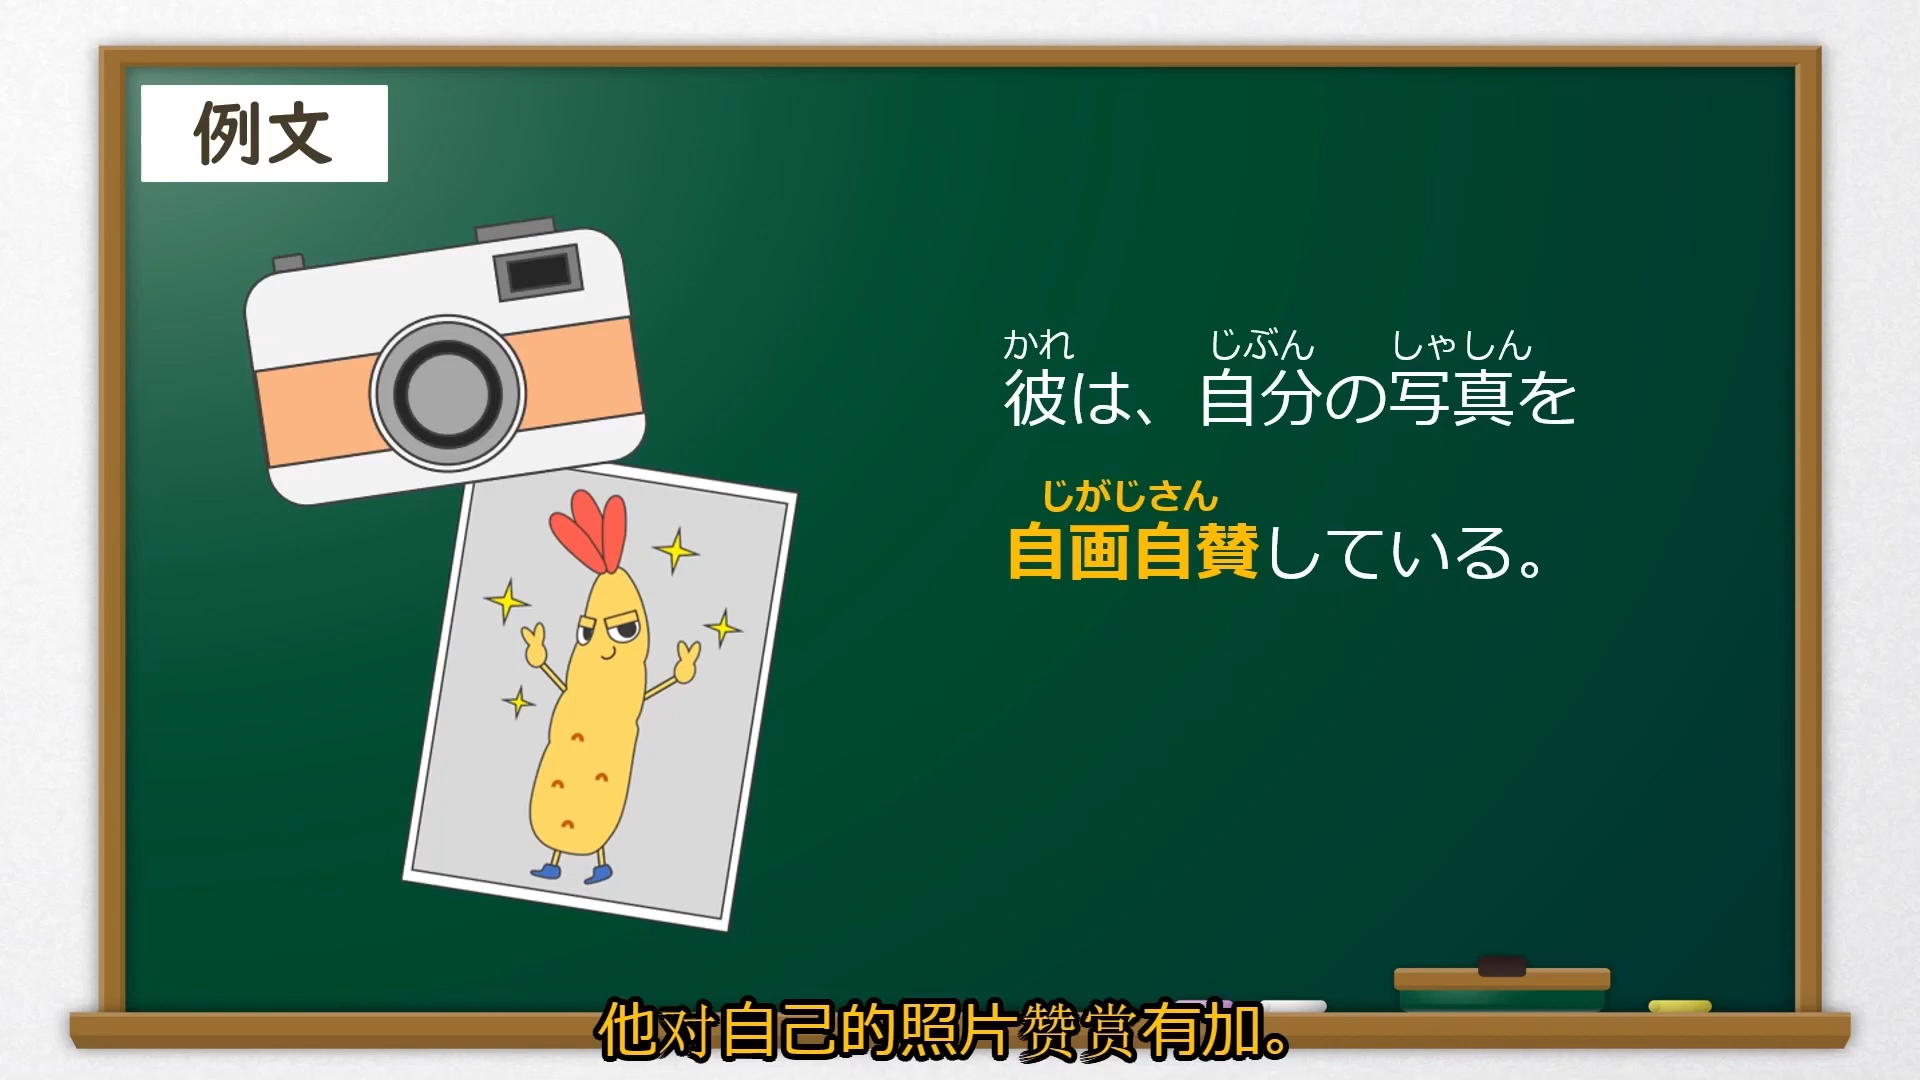 例文
かれ じぶん しゃしん
彼は、自分の写真を
じがじさん
自画自賛している。
他对自己的照片赞赏有加。